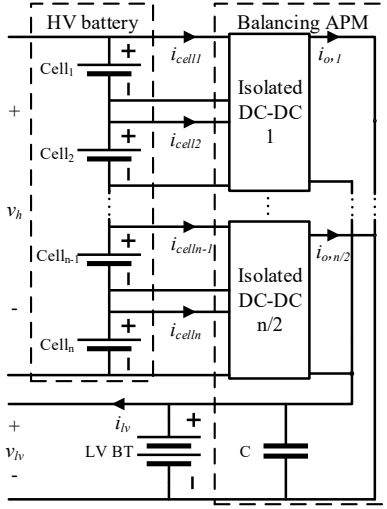 HV battery
Balancing APM
+
Cell1
-
icell1
io,1
Isolated
DC-DC
1
+
+
Cell2
-
icell2
vh
+
Celln-1
-
icelln-1
io,n/2
Isolated
DC-DC
n/2
-
+
Celln
-
icelln
+
vlv
-
ilv
LV BT
+
-
C